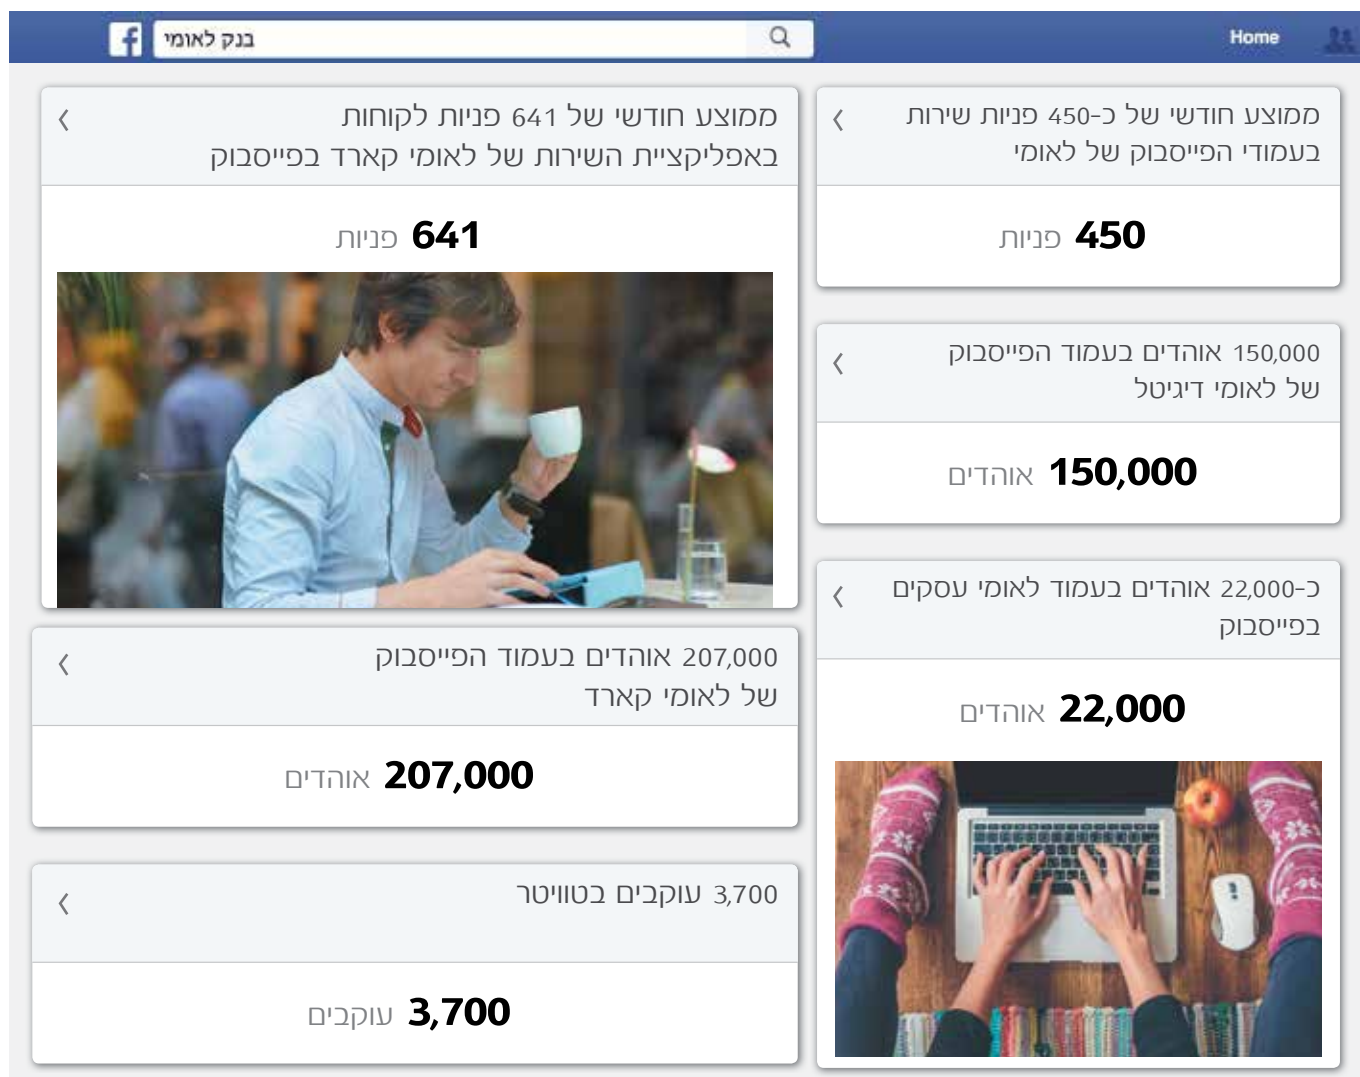 בנק לאומי
Home
ממוצע חודשי של כ-450 פניות שירות
בעמודי הפייסבוק של לאומי
450 פניות
150,000 אוהדים בעמוד הפייסבוק
של לאומי דיגיטל
150,000 אוהדים
כ-22,000 אוהדים בעמוד לאומי עסקים
בפייסבוק
22,000 אוהדים
ממוצע חודשי של 641 פניות לקוחות
באפליקציית השירות של לאומי קארד בפייסבוק
641 פניות
207,000 אוהדים בעמוד הפייסבוק
של לאומי קארד
207,000 אוהדים
3,700 עוקבים בטוויטר
3,700 עוקבים